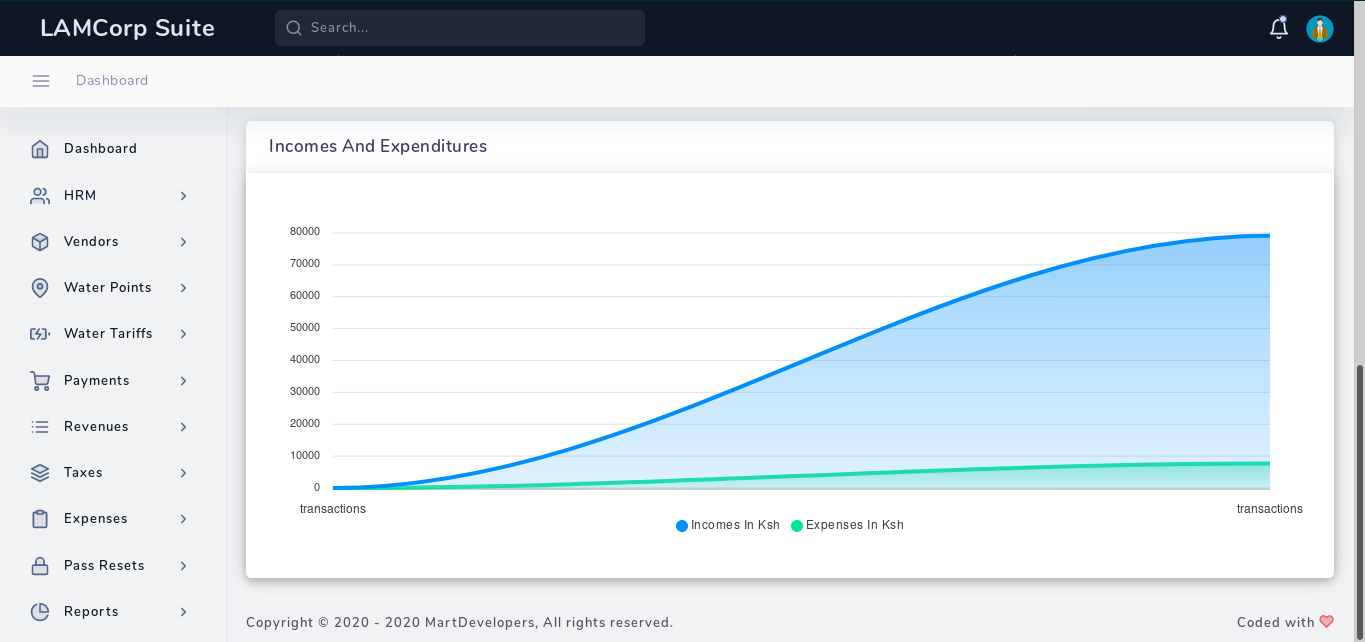 LAMCorp Suite
Search...
Dashboard
Dashboard
HRM
Vendors
Water Points
Water Tariffs
Payments
Revenues
Taxes
Expenses
Pass Resets
Reports
Incomes And Expenditures
80000
70000
60000
50000
40000
30000
20000
10000
0
transactions transactions
Incomes In Ksh Expenses In Ksh
Copyright © 2020 - 2020 MartDevelopers, All rights reserved.
Coded with